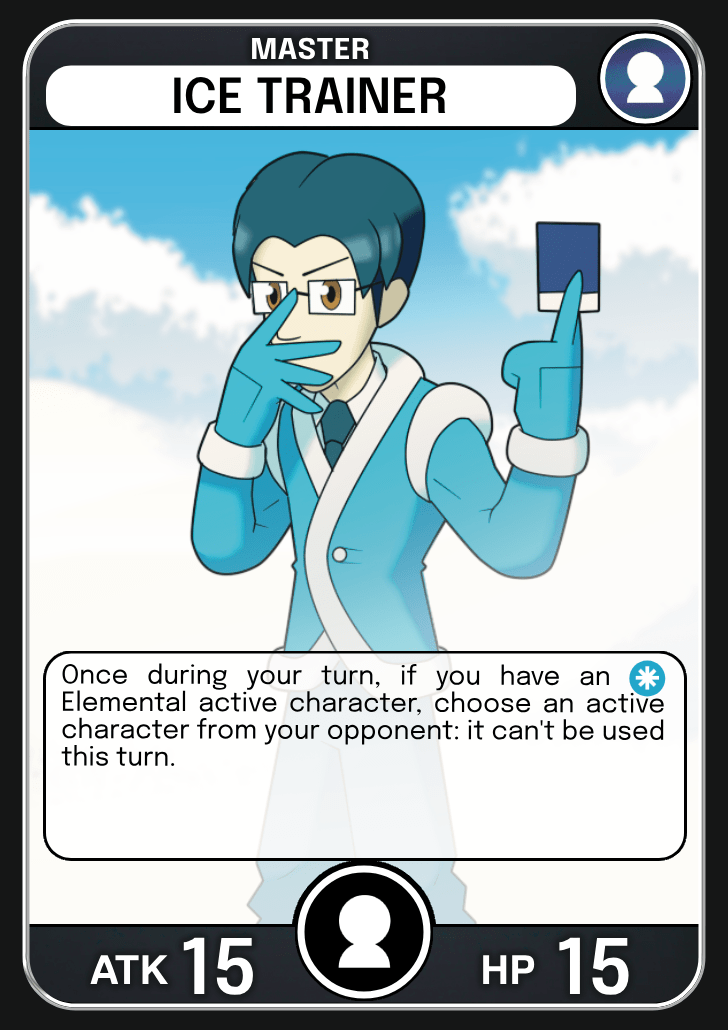 MASTER
ICE TRAINER
Once during your turn, if you have an
Elemental active character, choose an active
character from your opponent: it can't be used
this turn.
ATK 15
HP 15